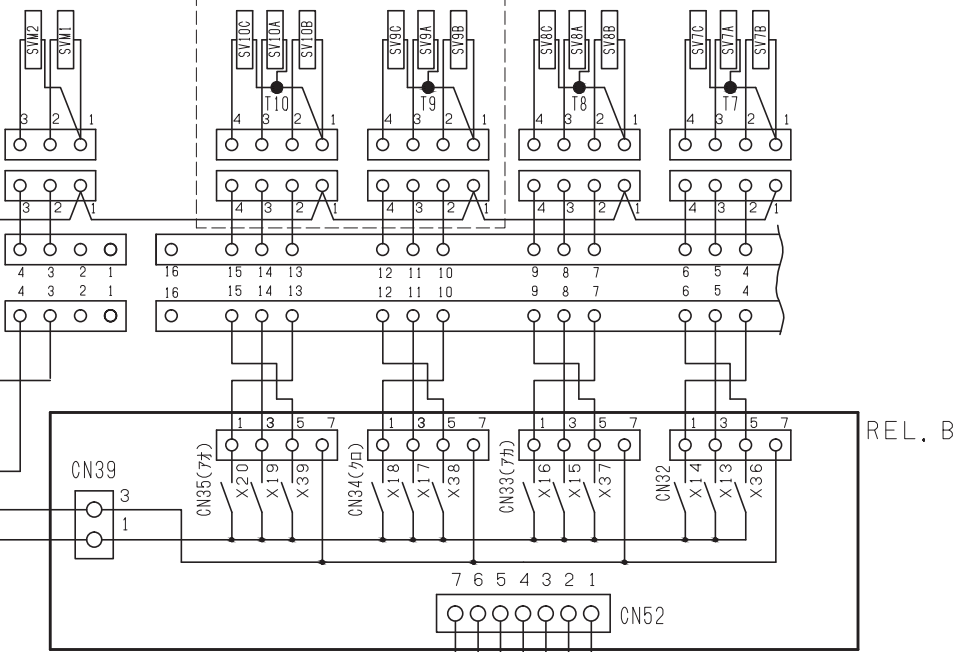 SVM2 SVM1 SV10C SV10A SV10B SV9C SV9A SV9B SV8C SV8A SV8B SV7C SV7A SV7B
T10 T9 T8 T7
3 2 1 4 3 2 1 4 3 2 1 4 3 2 1 4 3 2 1
3 2 1 4 3 2 1 4 3 2 1 4 3 2 1 4 3 2 1
4 3 2 1 16 15 14 13 12 11 10 9 8 7 6 5 4
4 3 2 1 16 15 14 13 12 11 10 9 8 7 6 5 4
1 3 5 7 1 3 5 7 1 3 5 7 1 3 5 7
REL. B
CN35(アオ) X20 X19 X39 CN34(クロ) X18 X17 X38 CN33(アカ) X16 X15 X37 CN32 X14 X13 X36
CN39
3
1
7 6 5 4 3 2 1
CN52